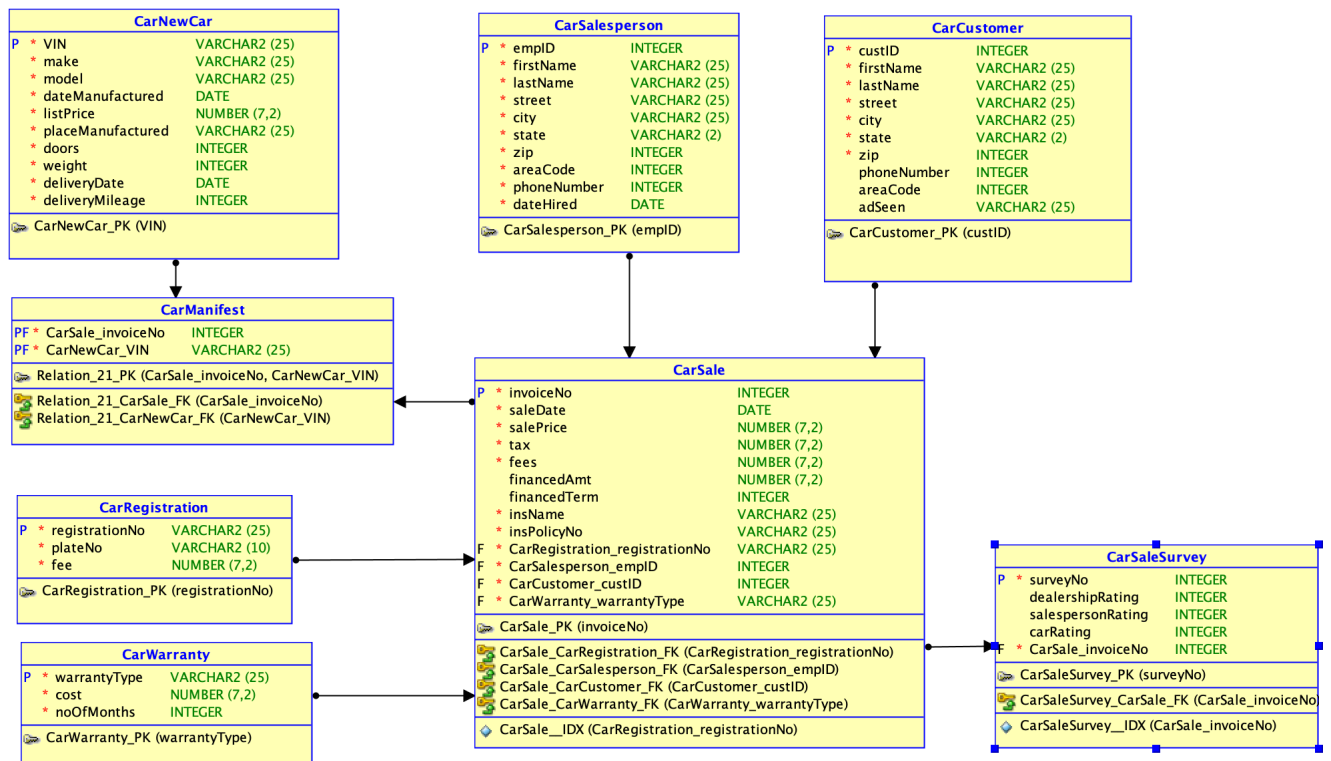 CarNewCar
P * VIN VARCHAR2 (25)
* make VARCHAR2 (25)
* model VARCHAR2 (25)
* dateManufactured DATE
* listPrice NUMBER (7,2)
* placeManufactured VARCHAR2 (25)
* doors INTEGER
* weight INTEGER
* deliveryDate DATE
* deliveryMileage INTEGER
CarNewCar_PK (VIN)
CarSalesperson
P * empID INTEGER
* firstName VARCHAR2 (25)
* lastName VARCHAR2 (25)
* street VARCHAR2 (25)
* city VARCHAR2 (25)
* state VARCHAR2 (2)
* zip INTEGER
* areaCode INTEGER
* phoneNumber INTEGER
* dateHired DATE
CarSalesperson_PK (empID)
CarCustomer
P * custID INTEGER
* firstName VARCHAR2 (25)
* lastName VARCHAR2 (25)
* street VARCHAR2 (25)
* city VARCHAR2 (25)
* state VARCHAR2 (2)
* zip INTEGER
phoneNumber INTEGER
areaCode INTEGER
adSeen VARCHAR2 (25)
CarCustomer_PK (custID)
CarManifest
PF * CarSale_invoiceNo INTEGER
PF * CarNewCar_VIN VARCHAR2 (25)
Relation_21_PK (CarSale_invoiceNo, CarNewCar_VIN)
Relation_21_CarSale_FK (CarSale_invoiceNo)
Relation_21_CarNewCar_FK (CarNewCar_VIN)
CarSale
P * invoiceNo INTEGER
* saleDate DATE
* salePrice NUMBER (7,2)
* tax NUMBER (7,2)
* fees NUMBER (7,2)
financedAmt NUMBER (7,2)
financedTerm INTEGER
* insName VARCHAR2 (25)
* insPolicyNo VARCHAR2 (25)
F * CarRegistration_registrationNo VARCHAR2 (25)
F * CarSalesperson_empID INTEGER
F * CarCustomer_custID INTEGER
F * CarWarranty_warrantyType VARCHAR2 (25)
CarSale_PK (invoiceNo)
CarSale_CarRegistration_FK (CarRegistration_registrationNo)
CarSale_CarSalesperson_FK (CarSalesperson_empID)
CarSale_CarCustomer_FK (CarCustomer_custID)
CarSale_CarWarranty_FK (CarWarranty_warrantyType)
CarSale__IDX (CarRegistration_registrationNo)
CarRegistration
P * registrationNo VARCHAR2 (25)
* plateNo VARCHAR2 (10)
* fee NUMBER (7,2)
CarRegistration_PK (registrationNo)
CarWarranty
P * warrantyType VARCHAR2 (25)
* cost NUMBER (7,2)
* noOfMonths INTEGER
CarWarranty_PK (warrantyType)
CarSaleSurvey
P * surveyNo INTEGER
dealershipRating INTEGER
salespersonRating INTEGER
carRating INTEGER
F * CarSale_invoiceNo INTEGER
CarSaleSurvey_PK (surveyNo)
CarSaleSurvey_CarSale_FK (CarSale_invoiceNo)
CarSaleSurvey__IDX (CarSale_invoiceNo)